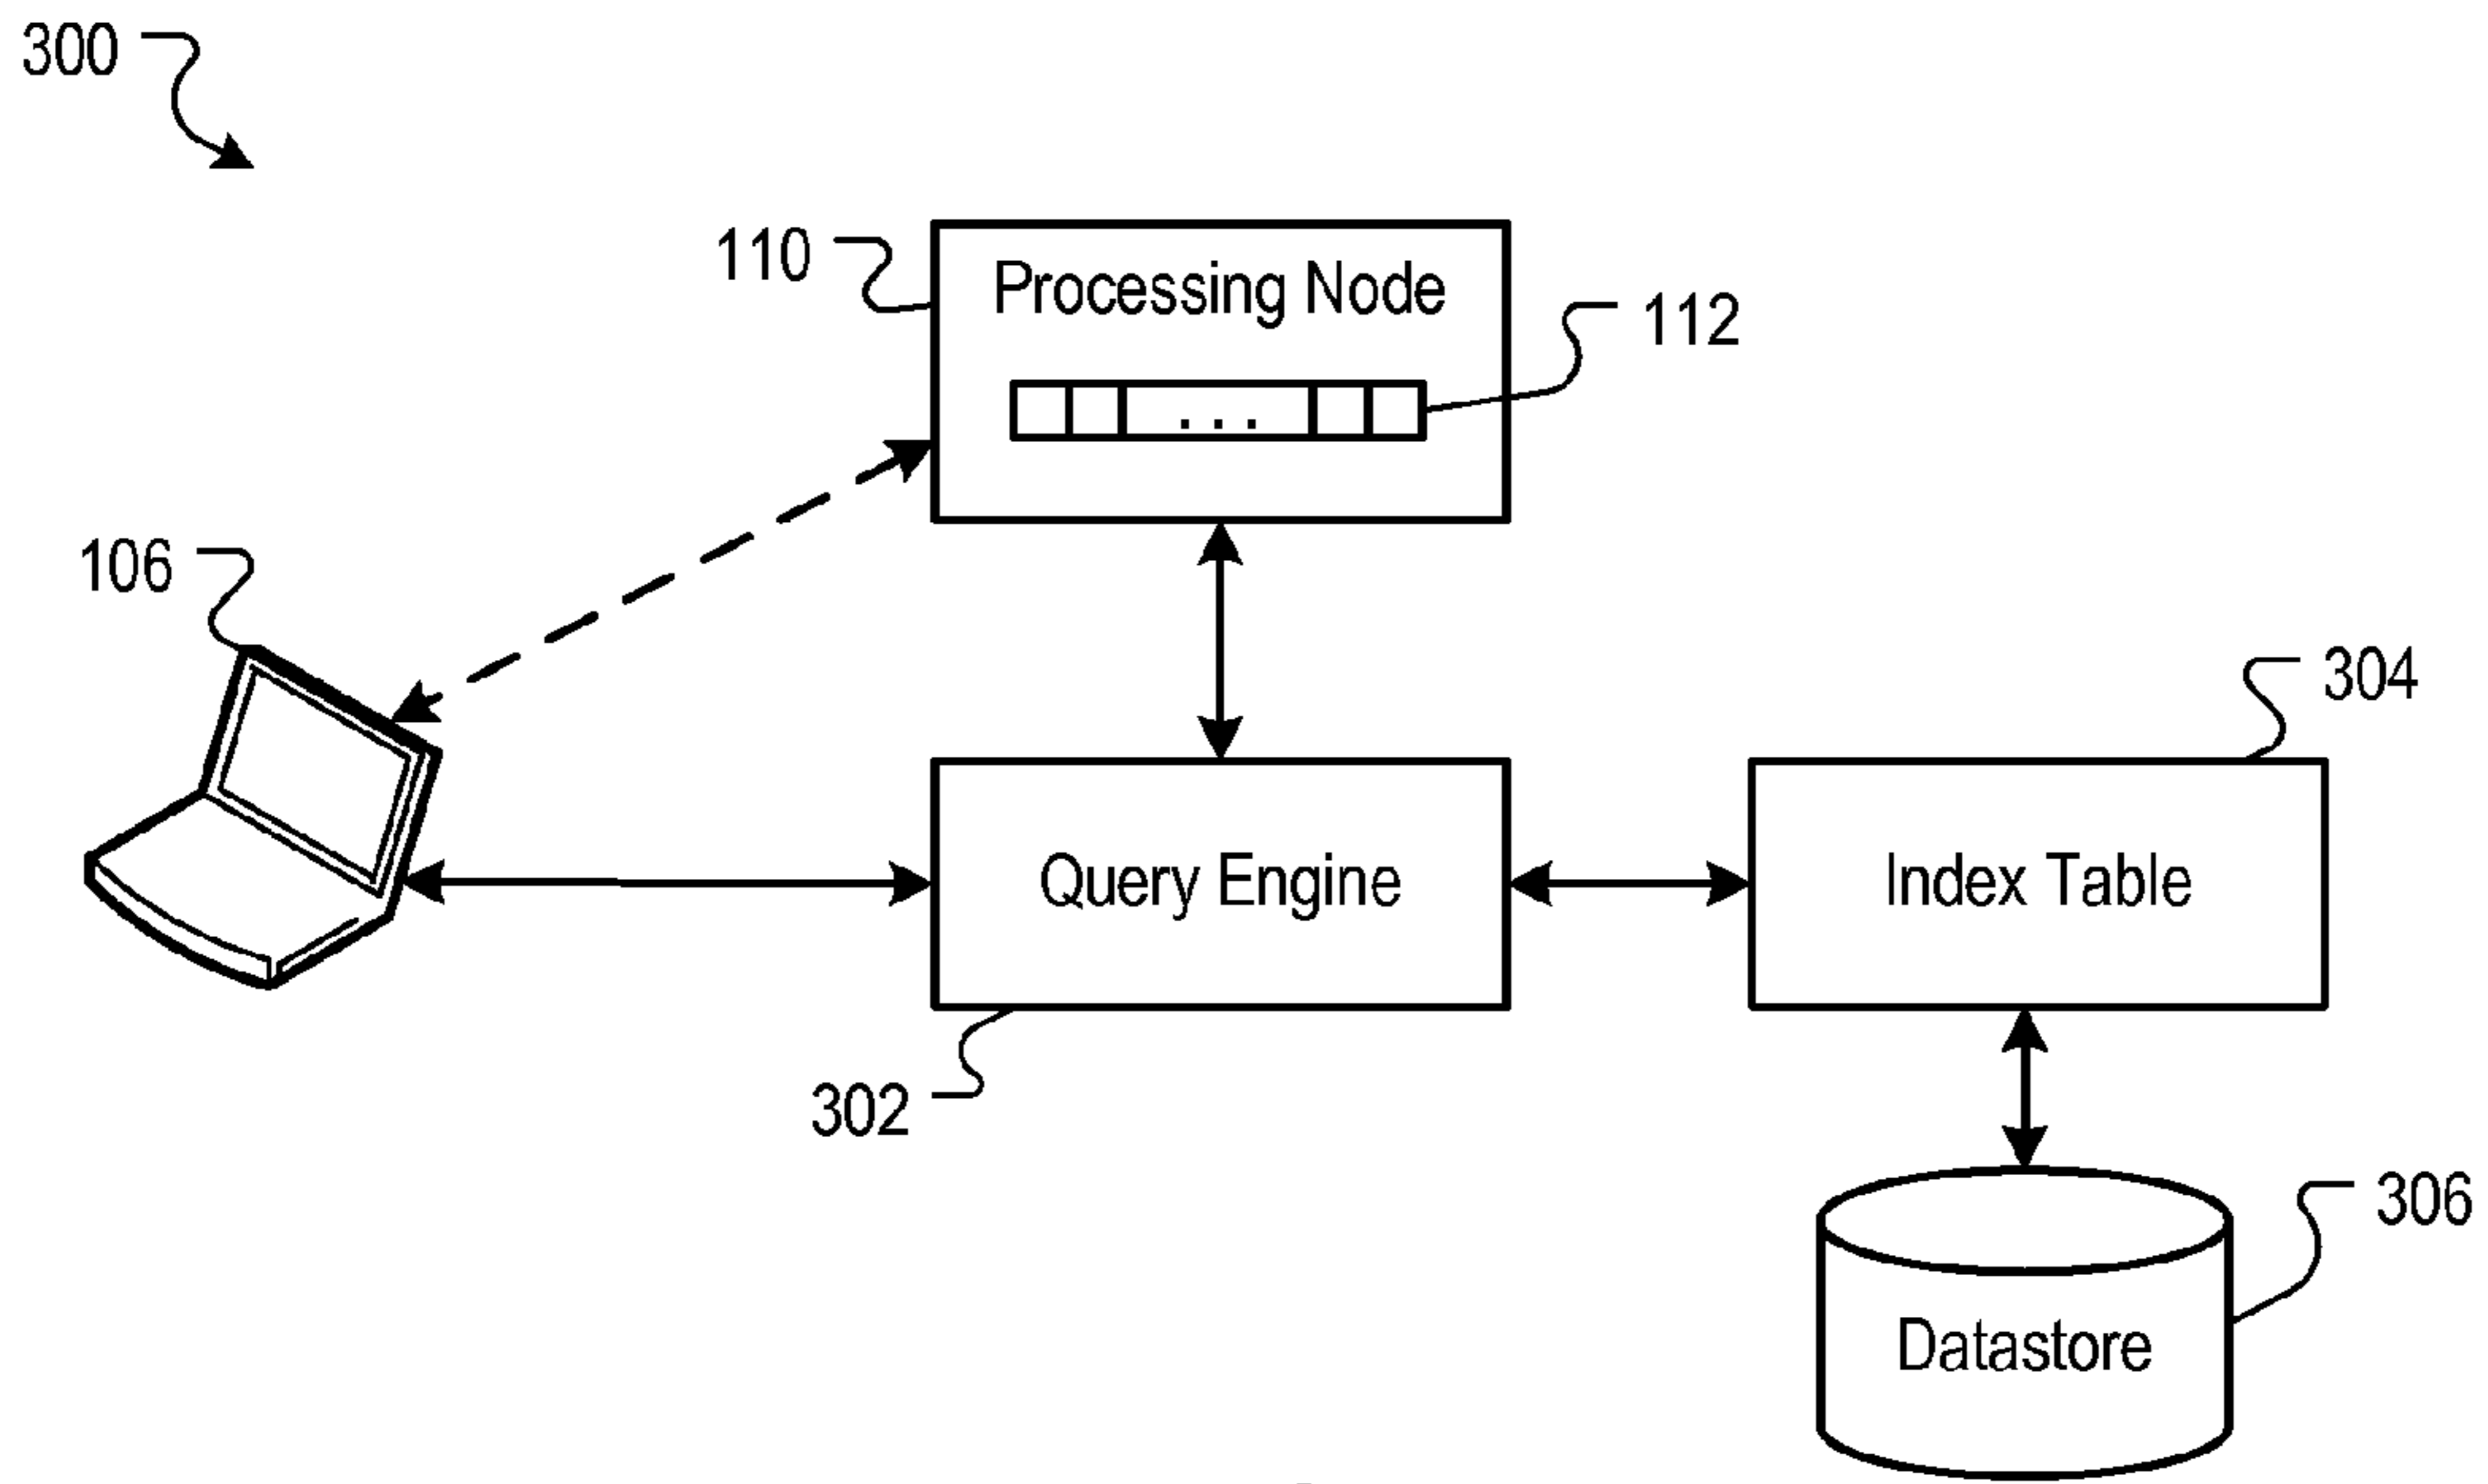 300
110
Processing Node
112
...
106
304
Query Engine
Index Table
302
306
Datastore